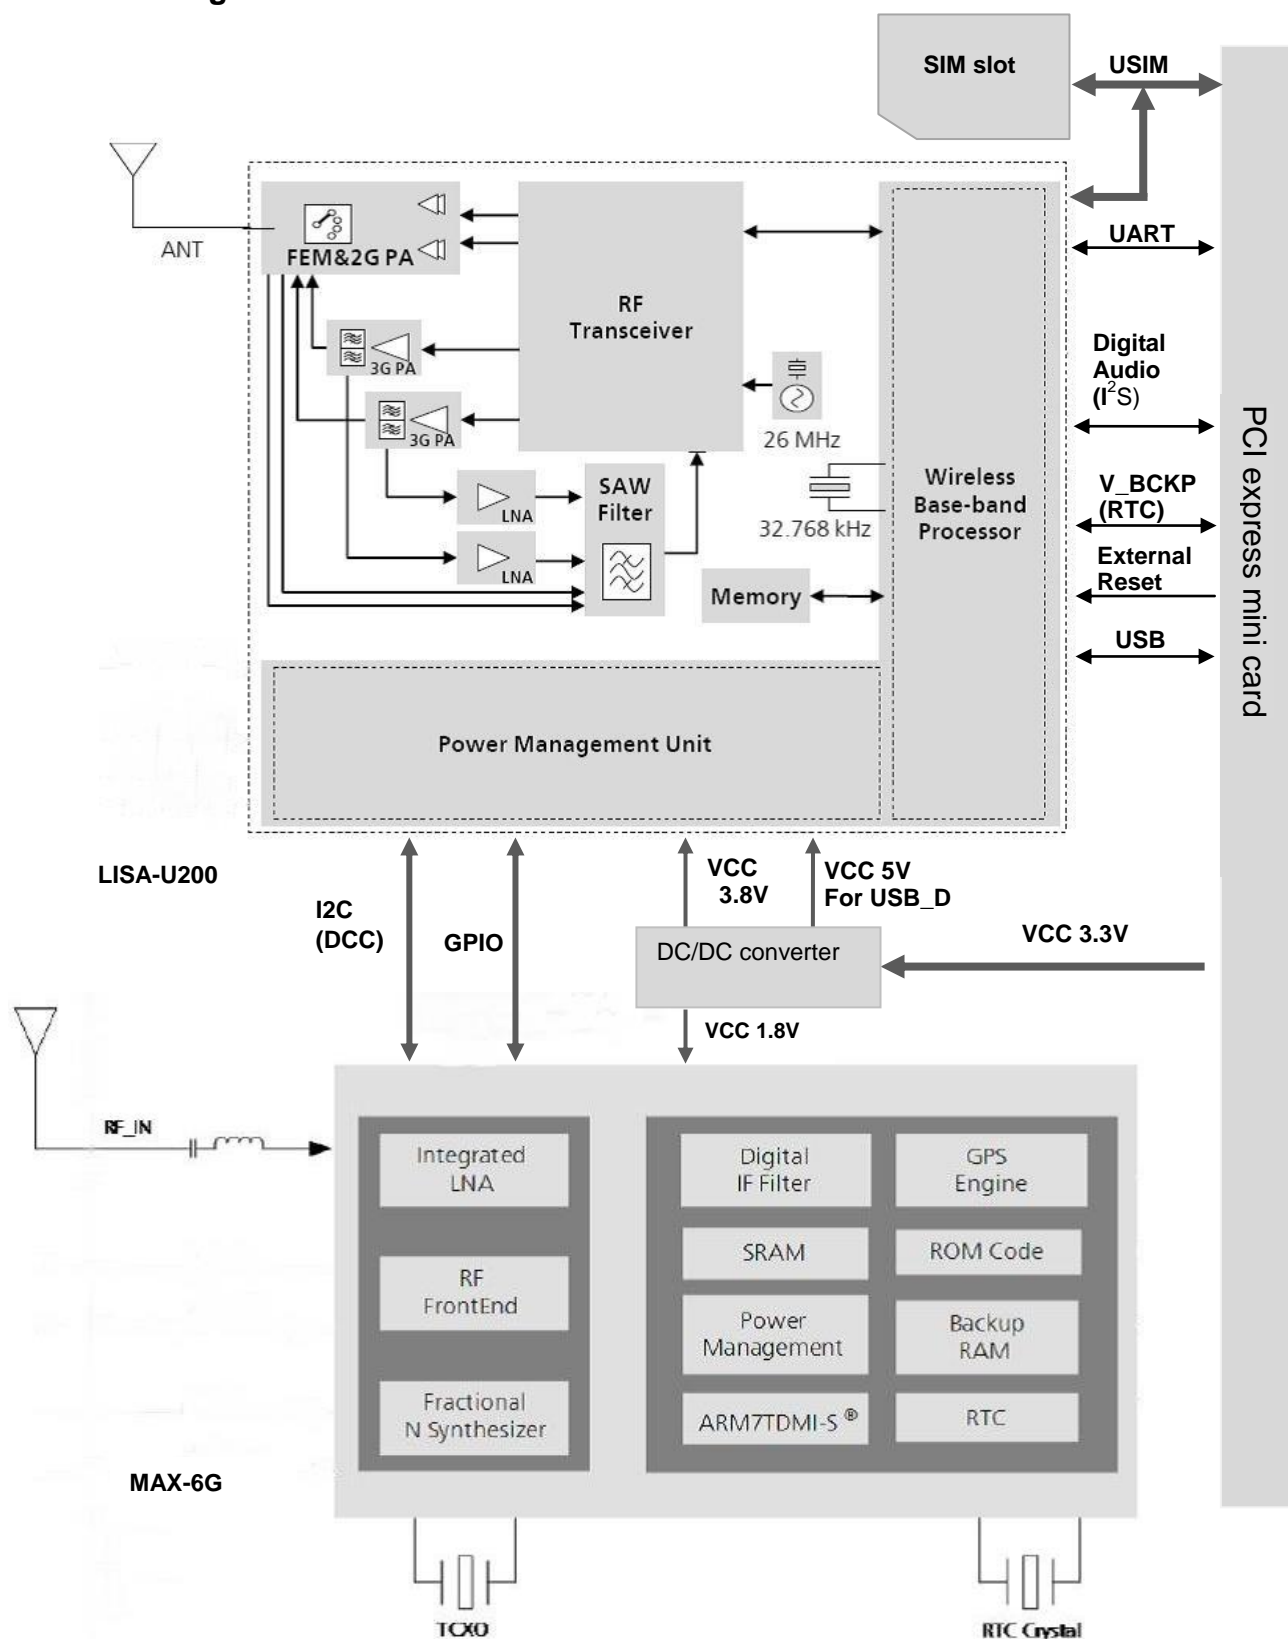 SIM slot
USIM
ANT
FEM&2G PA
UART
RF
Transceiver
Digital
Audio
(I²S)
3G PA
3G PA
26 MHz
PCI express mini card
SAW
Filter
LNA
LNA
32.768 kHz
Wireless
Base-band
Processor
V_BCKP
(RTC)
External
Reset
Memory
USB
Power Management Unit
LISA-U200
VCC
3.8V
VCC 5V
For USB_D
I2C
(DCC)
GPIO
DC/DC converter
VCC 3.3V
VCC 1.8V
RF_IN
Integrated
LNA
Digital
IF Filter
GPS
Engine
SRAM
ROM Code
RF
FrontEnd
Power
Management
Backup
RAM
Fractional
N Synthesizer
ARM7TDMI-S ®
RTC
MAX-6G
TCXO
RTC Crystal